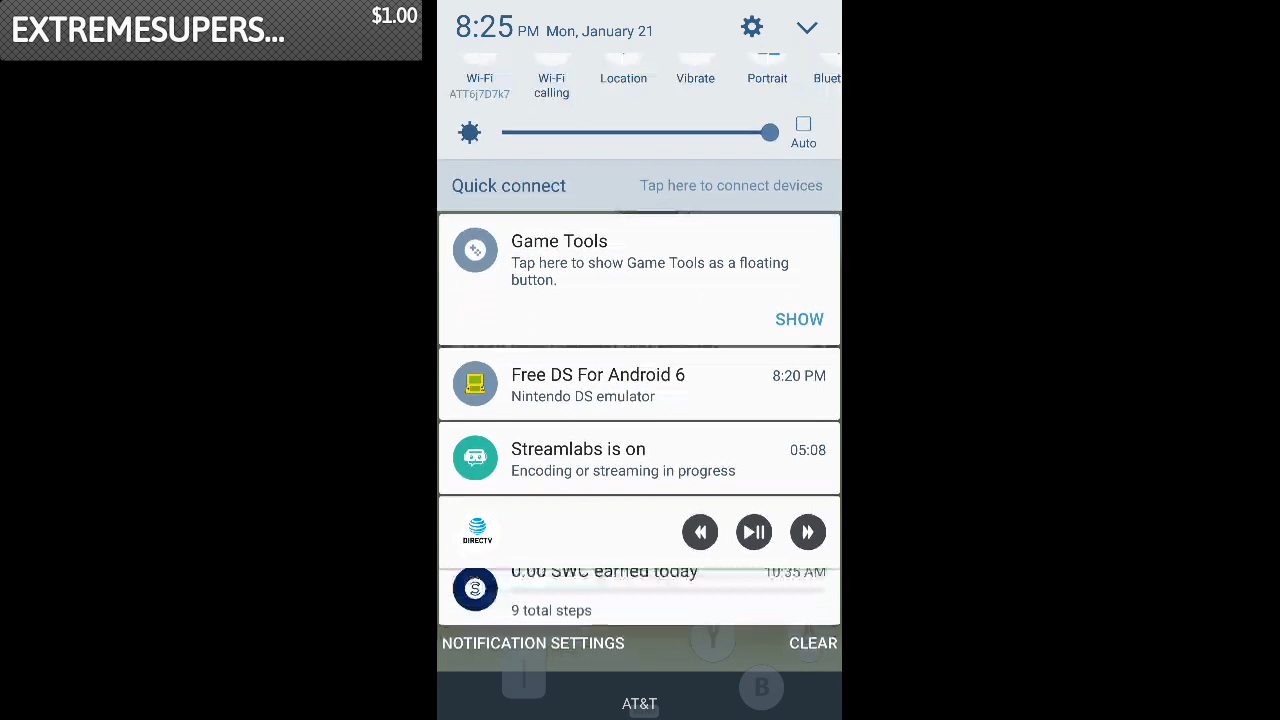 EXTREMESUPERS...
$1.00
8:25 PM Mon, January 21
Wi-Fi
ATT6j7D7k7
Wi-Fi
calling
Location
Vibrate
Portrait
Bluet
Auto
Quick connect
Tap here to connect devices
Game Tools
Tap here to show Game Tools as a floating
button.
SHOW
Free DS For Android 6
8:20 PM
Nintendo DS emulator
Streamlabs is on
05:08
Encoding or streaming in progress
DIRECTV
0.00 SWC earned today
10:35 AM
9 total steps
NOTIFICATION SETTINGS
CLEAR
Y
B
AT&T